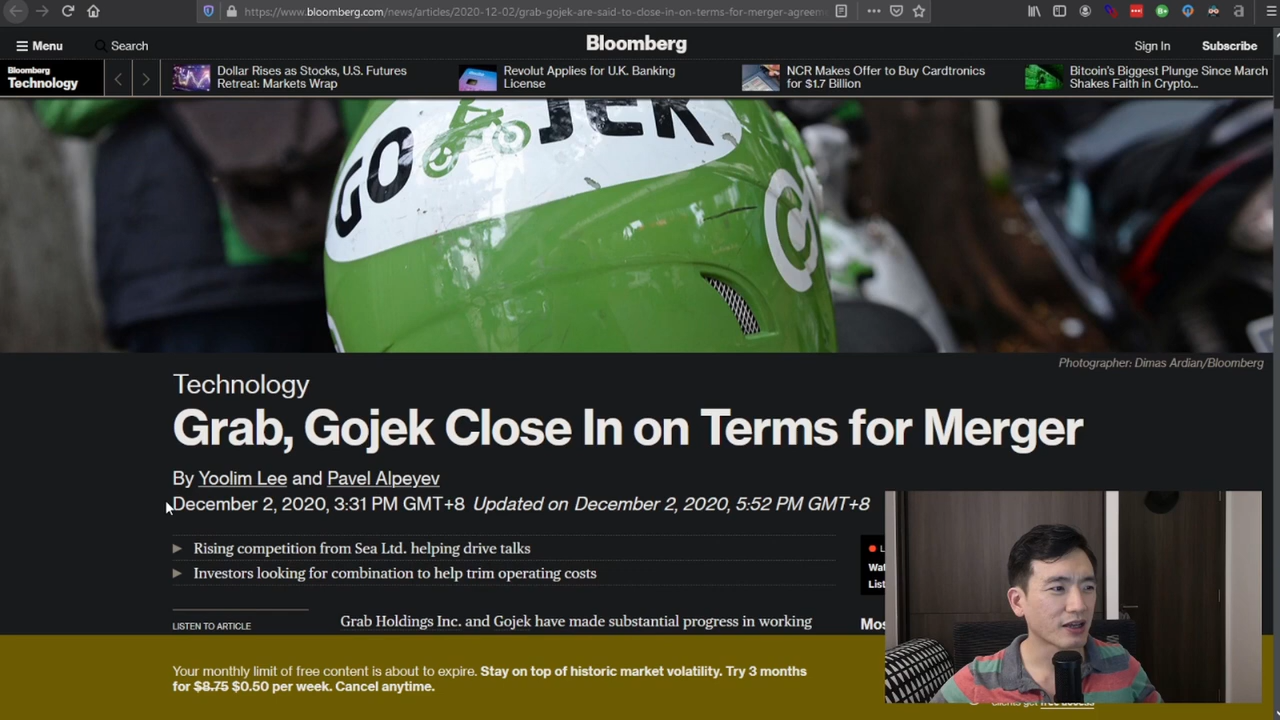 https://www.bloomberg.com/news/articles/2020-12-02/grab-gojek-are-said-to-close-in-on-terms-for-merger-agreem
Menu
Search
Bloomberg
Sign In
Subscribe
Bloomberg
Technology
Dollar Rises as Stocks, U.S. Futures
Retreat: Markets Wrap
Revolut Applies for U.K. Banking
License
NCR Makes Offer to Buy Cardtronics
for $1.7 Billion
Bitcoin's Biggest Plunge Since March
Shakes Faith in Crypto...
GO JEK
Photographer: Dimas Ardian/Bloomberg
Technology
Grab, Gojek Close In on Terms for Merger
By Yoolim Lee and Pavel Alpeyev
December 2, 2020, 3:31 PM GMT+8 Updated on December 2, 2020, 5:52 PM GMT+8
Rising competition from Sea Ltd. helping drive talks
Investors looking for combination to help trim operating costs
LISTEN TO ARTICLE
Grab Holdings Inc. and Gojek have made substantial progress in working
Your monthly limit of free content is about to expire. Stay on top of historic market volatility. Try 3 months
for $8.75 $0.50 per week. Cancel anytime.